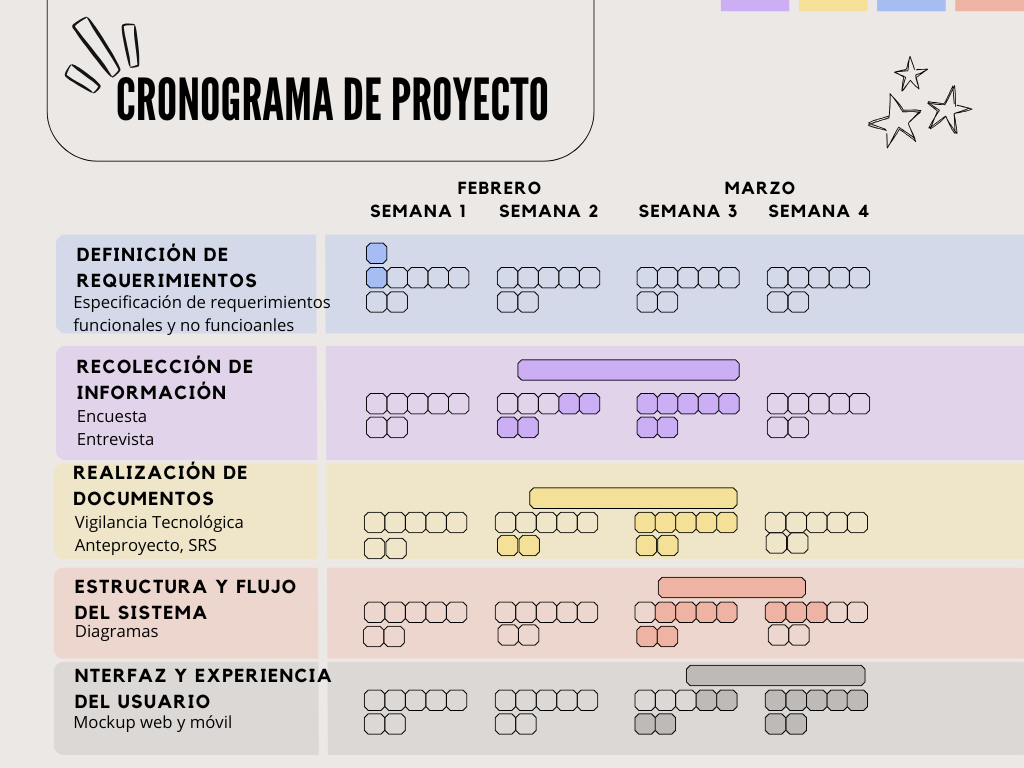 CRONOGRAMA DE PROYECTO
FEBRERO MARZO
SEMANA 1 SEMANA 2 SEMANA 3 SEMANA 4
DEFINICIÓN DE
REQUERIMIENTOS
Especificación de requerimientos
funcionales y no funcioanles
RECOLECCIÓN DE
INFORMACIÓN
Encuesta
Entrevista
REALIZACIÓN DE
DOCUMENTOS
Vigilancia Tecnológica
Anteproyecto, SRS
ESTRUCTURA Y FLUJO
DEL SISTEMA
Diagramas
NTERFAZ Y EXPERIENCIA
DEL USUARIO
Mockup web y móvil